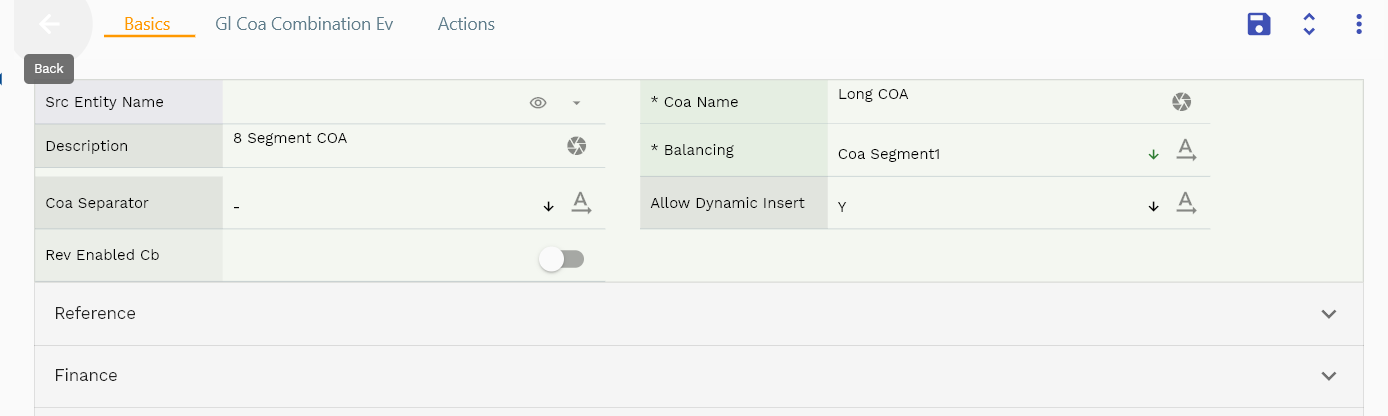 Basics Gl Coa Combination Ev Actions
Back
Src Entity Name
* Coa Name Long COA
Description 8 Segment COA
* Balancing Coa Segment1
Coa Separator -
Allow Dynamic Insert Y
Rev Enabled Cb
Reference
Finance